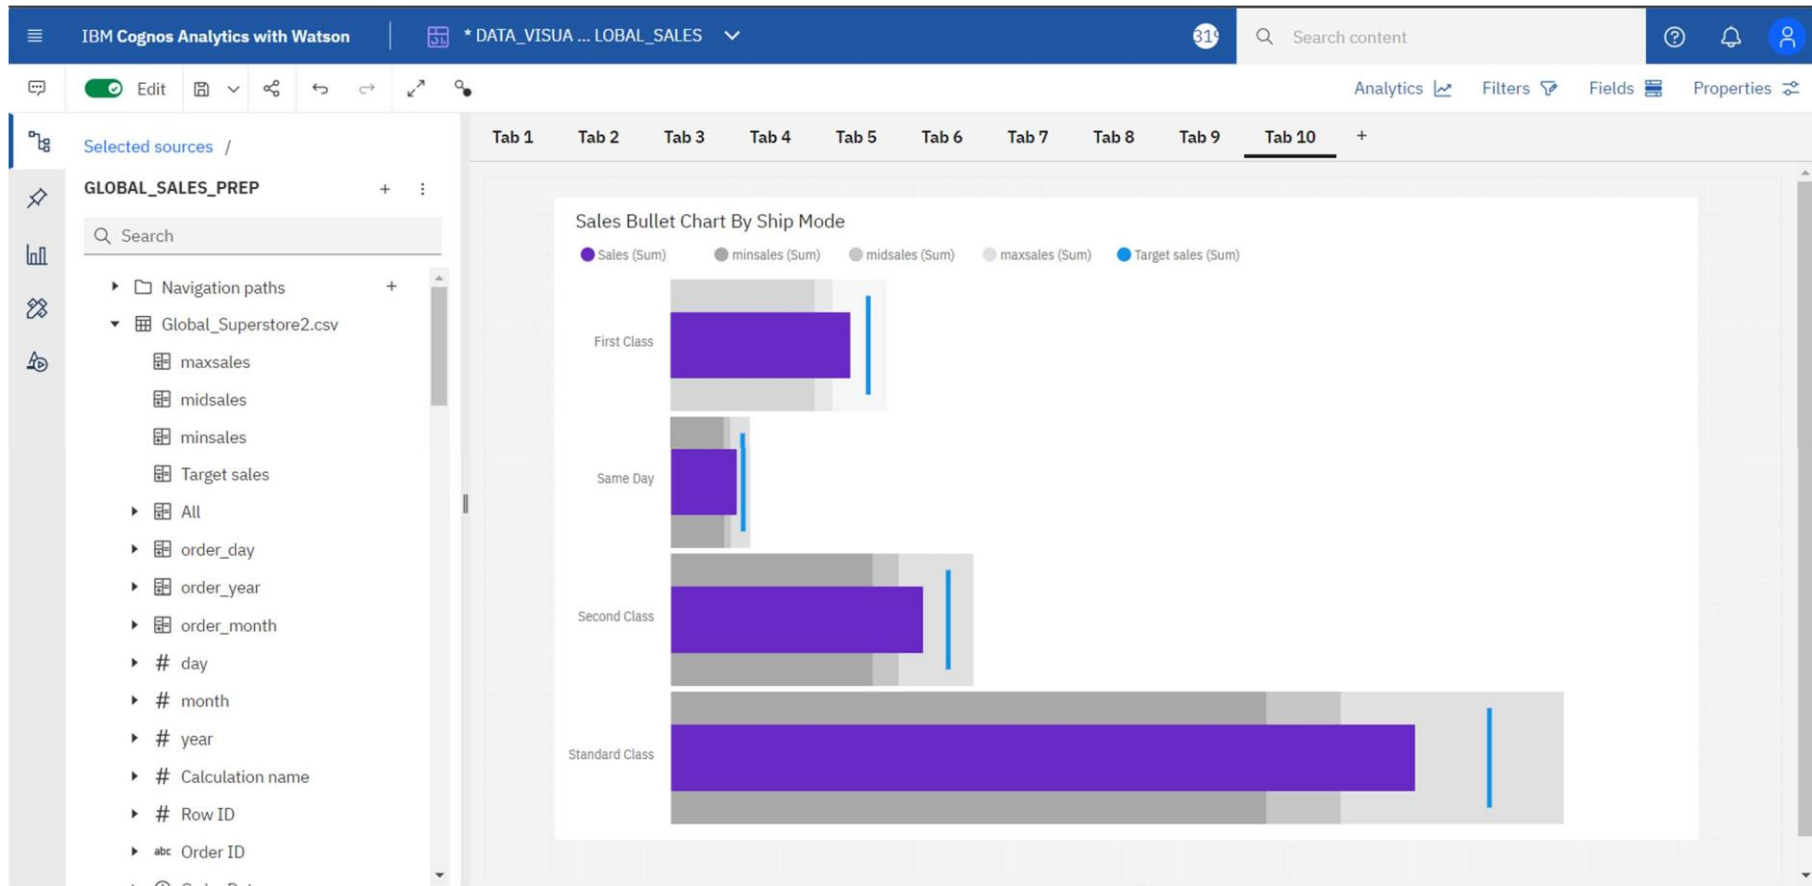 IBM Cognos Analytics with Watson
* DATA_VISUA ... LOBAL_SALES
Search content
Edit
Analytics
Filters
Fields
Properties
Selected sources /
GLOBAL_SALES_PREP
Search
Navigation paths
Global_Superstore2.csv
maxsales
midsales
minsales
Target sales
All
order_day
order_year
order_month
# day
# month
# year
# Calculation name
# Row ID
abc Order ID
Tab 1 Tab 2 Tab 3 Tab 4 Tab 5 Tab 6 Tab 7 Tab 8 Tab 9 Tab 10 +
Sales Bullet Chart By Ship Mode
Sales (Sum) minsales (Sum) midsales (Sum) maxsales (Sum) Target sales (Sum)
First Class
Same Day
Second Class
Standard Class